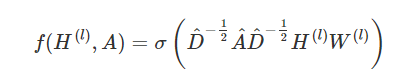 f(H⁽ˡ⁾, A) = σ ( D̂^{-1/2} Â D̂^{-1/2} H⁽ˡ⁾ W⁽ˡ⁾ )